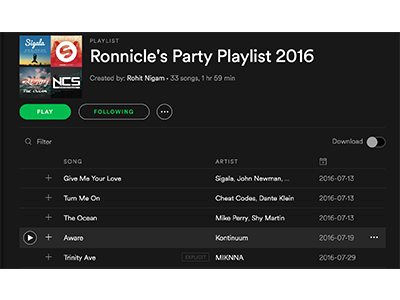 Sigala
PARADISE
NCS
THE OCEAN
PLAYLIST
Ronnicle's Party Playlist 2016
Created by: Rohit Nigam · 33 songs, 1 hr 59 min
PLAY FOLLOWING
Filter Download
SONG ARTIST
Give Me Your Love Sigala, John Newman, ... 2016-07-13
Turn Me On Cheat Codes, Dante Klein 2016-07-13
The Ocean Mike Perry, Shy Martin 2016-07-13
Aware Kontinuum 2016-07-19
Trinity Ave EXPLICIT MIKNNA 2016-07-29